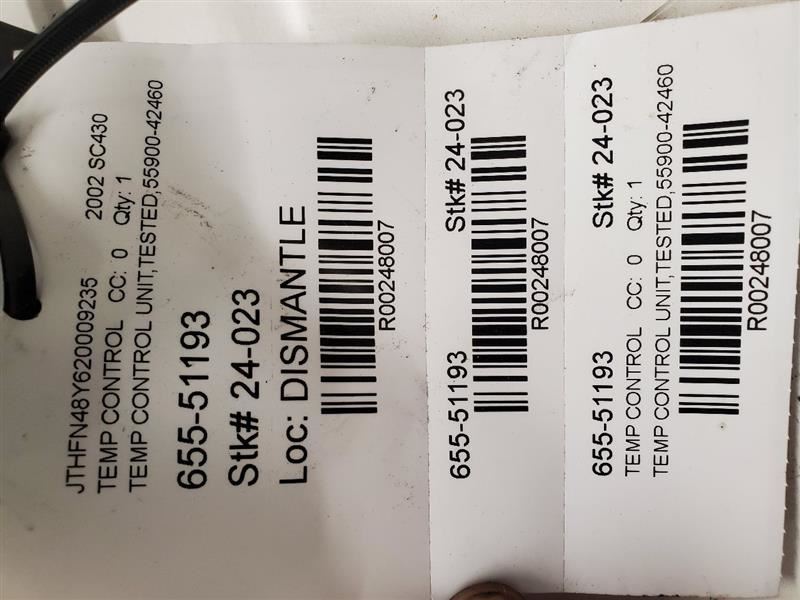 JTHFN48Y620009235 2002 SC430
TEMP CONTROL CC: 0 Qty: 1
TEMP CONTROL UNIT,TESTED,55900-42460
655-51193
Stk# 24-023
Loc: DISMANTLE
R00248007
655-51193 Stk# 24-023
R00248007
655-51193 Stk# 24-023
TEMP CONTROL CC: 0 Qty: 1
TEMP CONTROL UNIT,TESTED,55900-42460
R00248007